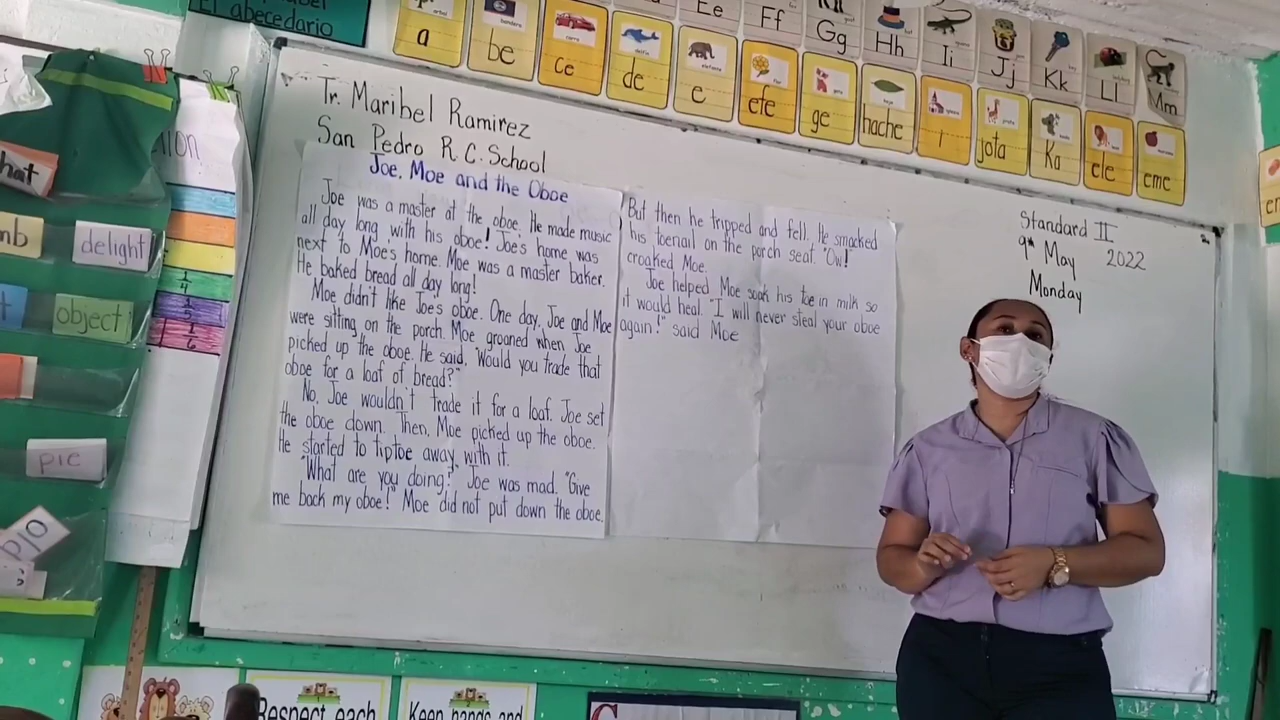 El abecedario
a be ce de e efe ge hache i jota ka ele eme
Ee Ff Gg Hh Ii Jj Kk Ll Mm
Tr. Maribel Ramirez
San Pedro R.C. School
Joe, Moe and the Oboe
Joe was a master at the oboe. He made music
all day long with his oboe! Joe's home was
next to Moe's home. Moe was a master baker.
He baked bread all day long!
Moe didn't like Joe's oboe. One day, Joe and Moe
were sitting on the porch. Moe groaned when Joe
picked up the oboe. He said, Would you trade that
oboe for a loaf of bread?"
No, Joe wouldn't trade it for a loaf. Joe set
the oboe down. Then, Moe picked up the oboe.
He started to tiptoe away with it.
"What are you doing?" Joe was mad. "Give
me back my oboe!" Moe did not put down the oboe.
But then he tripped and fell. He smacked
his toenail on the porch seat. "Ow!"
croaked Moe.
Joe helped Moe soak his toe in milk so
it would heal. "I will never steal your oboe
again!" said Moe
Standard II
9th May 2022
Monday
delight
object
pie
Respect each
Keep hands and